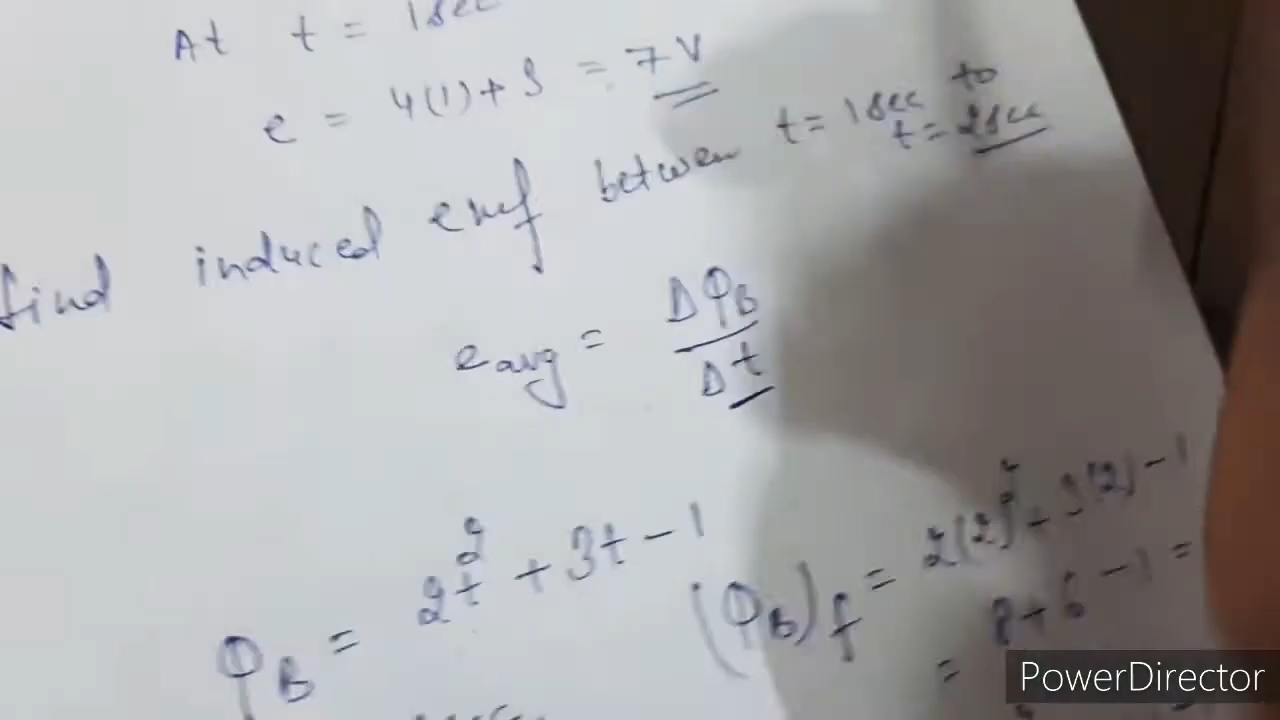 At t = 1sec
e = 4(1)+3 = 7V
find induced emf between t = 1sec to
t = 2sec
e avg = ΔφB / Δt
φB = 2t² + 3t - 1
(φB)f = 2(2)² + 3(2) - 1
= 8 + 6 - 1 =
PowerDirector